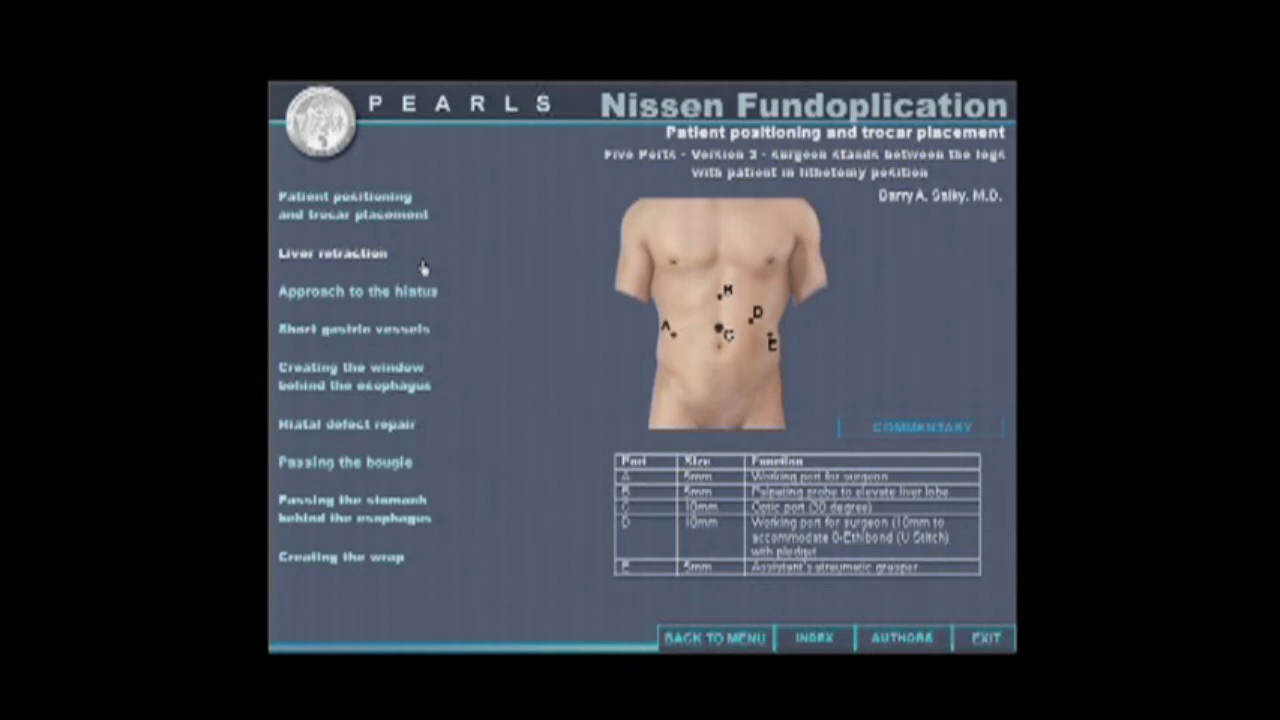 PEARLS
Nissen Fundoplication
Patient positioning and trocar placement
Five Ports - Version 3 - surgeon stands between the legs
with patient in lithotomy position
Barry A. Salky, M.D.
Patient positioning
and trocar placement
Liver retraction
Approach to the hiatus
Short gastric vessels
Creating the window
behind the esophagus
Hiatal defect repair
Passing the bougie
Passing the stomach
behind the esophagus
Creating the wrap
B
D
A
C
E
COMMENTARY
Port Size Function
A 5mm Working port for surgeon
B 5mm Palpating probe to elevate liver lobe
C 10mm Optic port (30 degree)
D 10mm Working port for surgeon (10mm to
accommodate 0-Ethibond (U Stitch)
with pledget
E 5mm Assistant's atraumatic grasper
BACK TO MENU INDEX AUTHORS EXIT